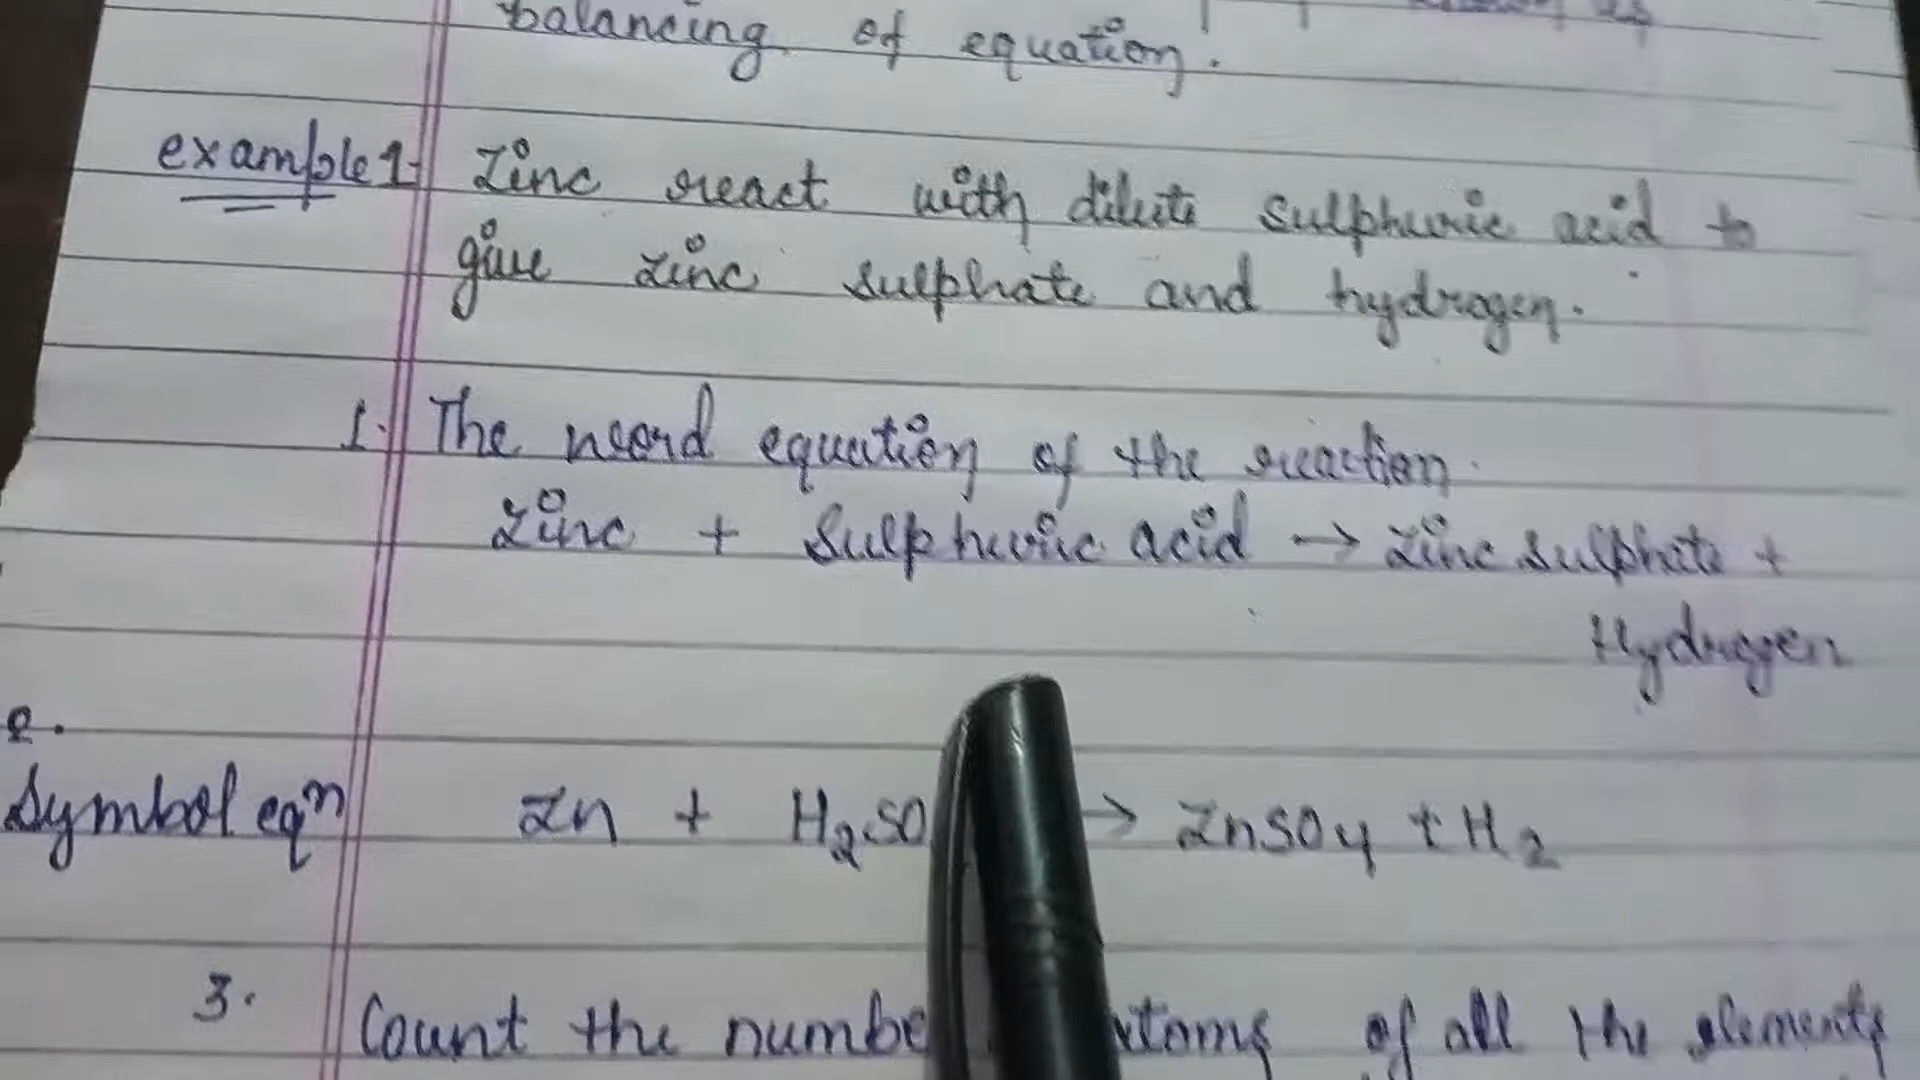 balancing of equation.
example 1- Zinc react with dilute sulphuric acid to
give zinc sulphate and hydrogen.
1. The word equation of the reaction.
Zinc + Sulphuric acid → Zinc sulphate +
Hydrogen
2.
Symbol eqn Zn + H2SO → ZnSO4 + H2
3. Count the numbe atoms of all the elements